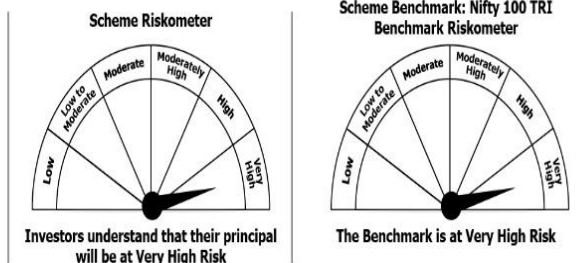 Scheme Riskometer
Low
Low to
Moderate
Moderate
Moderately
High
High
Very
High
Investors understand that their principal
will be at Very High Risk
Scheme Benchmark: Nifty 100 TRI
Benchmark Riskometer
Low
Low to
Moderate
Moderate
Moderately
High
High
Very
High
The Benchmark is at Very High Risk